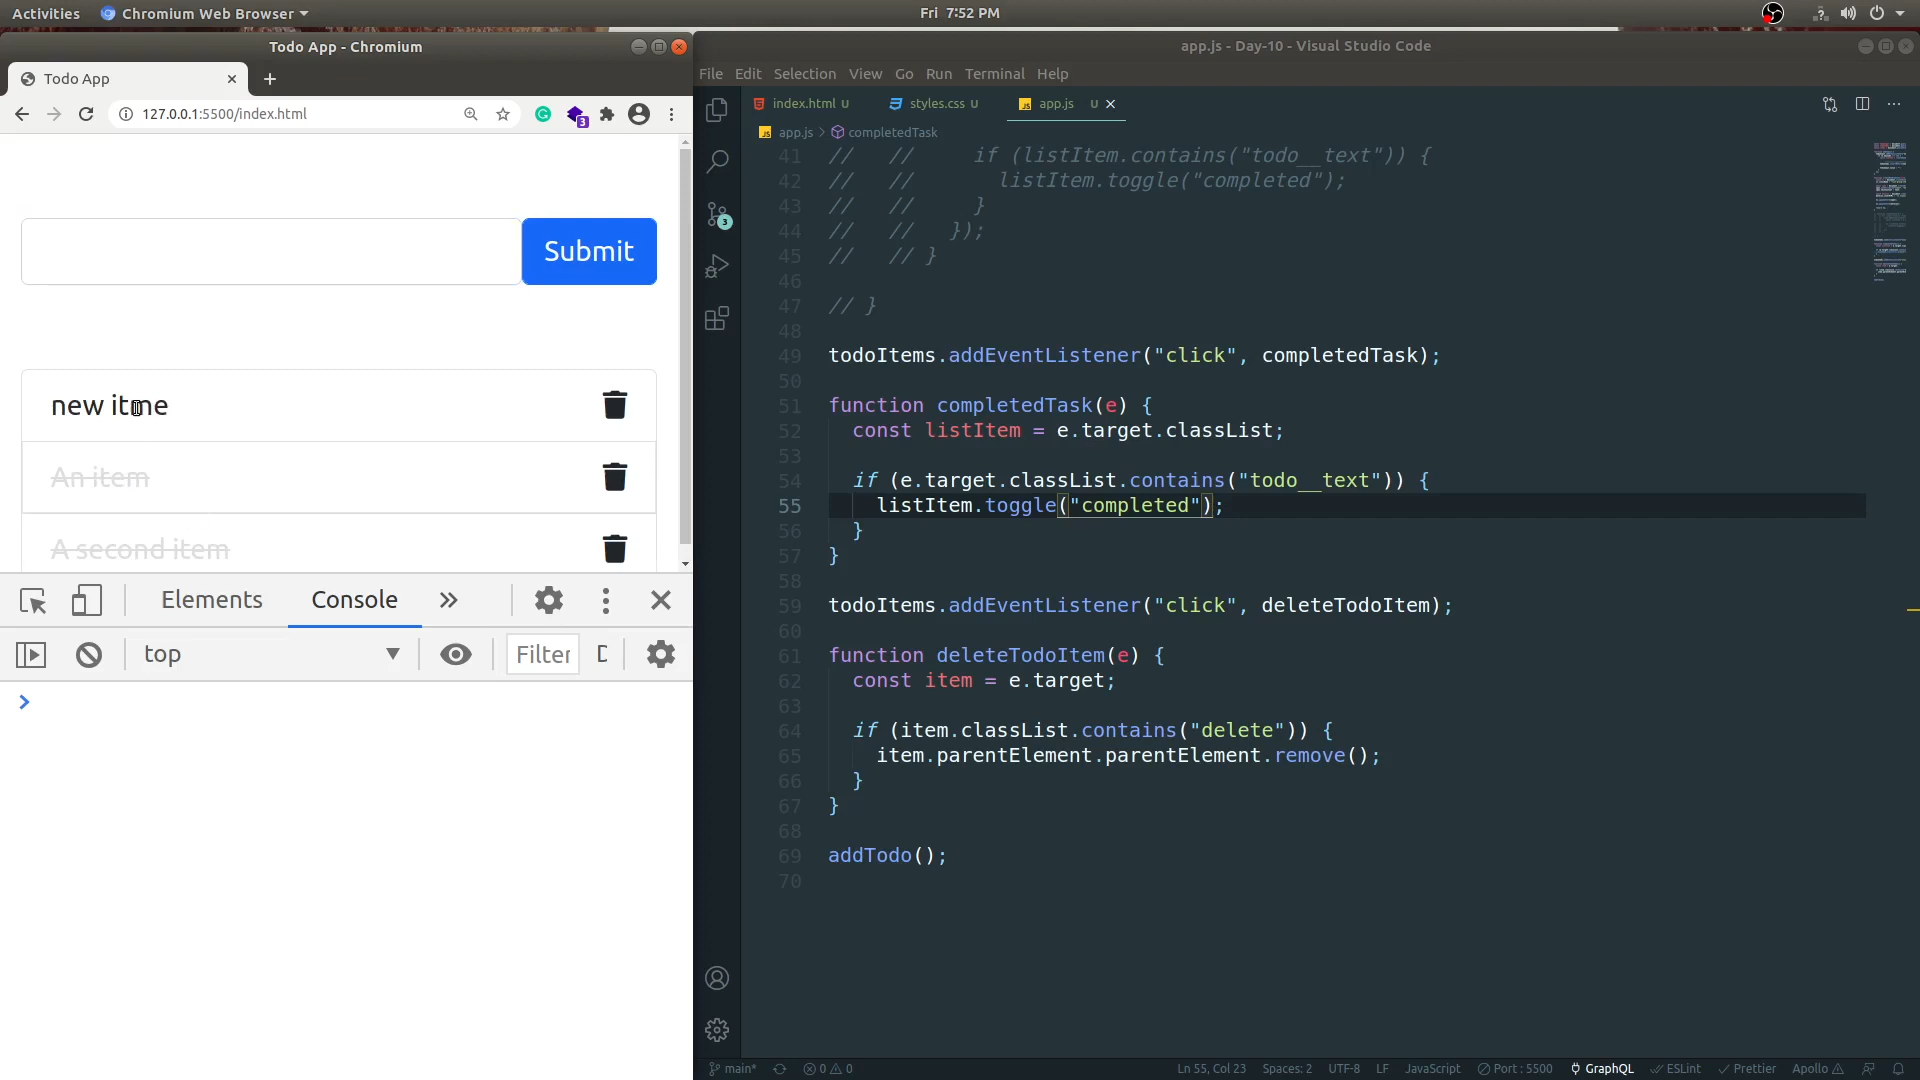 Activities Chromium Web Browser Fri 7:52 PM
Todo App - Chromium
Todo App
127.0.0.1:5500/index.html
3
Submit
new itme
An item
A second item
Elements Console
top Filter D
app.js - Day-10 - Visual Studio Code
File Edit Selection View Go Run Terminal Help
index.html U styles.css U app.js U
app.js > completedTask
3
41 // // if (listItem.contains("todo__text")) {
42 // // listItem.toggle("completed");
43 // // }
44 // // });
45 // // }
46
47 // }
48
49 todoItems.addEventListener("click", completedTask);
50
51 function completedTask(e) {
52 const listItem = e.target.classList;
53
54 if (e.target.classList.contains("todo__text")) {
55 listItem.toggle("completed");
56 }
57 }
58
59 todoItems.addEventListener("click", deleteTodoItem);
60
61 function deleteTodoItem(e) {
62 const item = e.target;
63
64 if (item.classList.contains("delete")) {
65 item.parentElement.parentElement.remove();
66 }
67 }
68
69 addTodo();
70
main* 0 0 Ln 55, Col 23 Spaces: 2 UTF-8 LF JavaScript Port : 5500 GraphQL ESLint Prettier Apollo